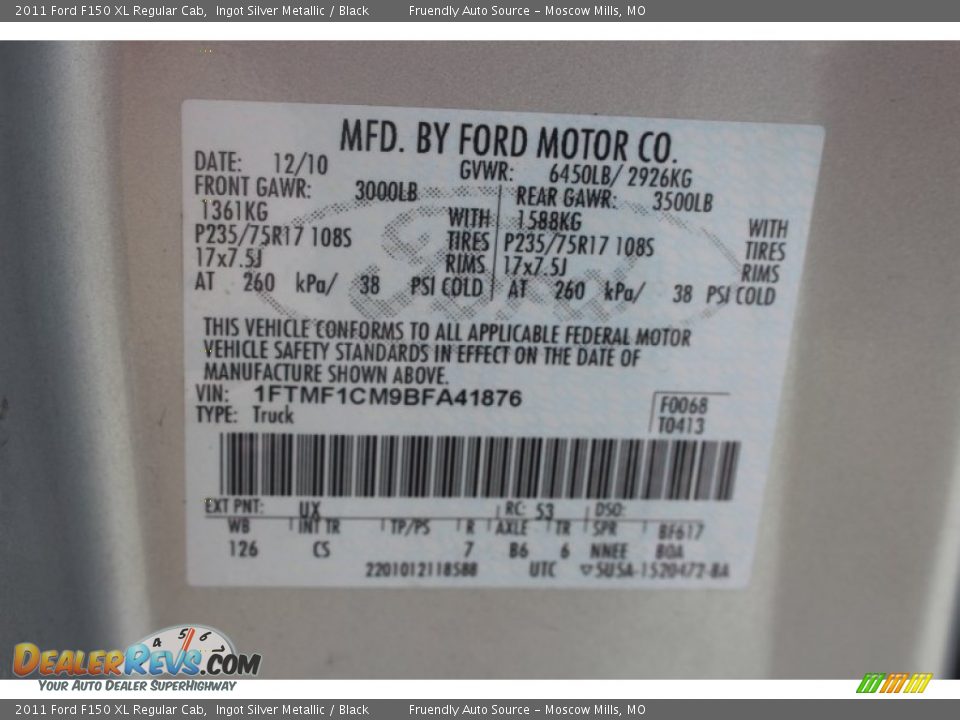 2011 Ford F150 XL Regular Cab, Ingot Silver Metallic / Black Fruendly Auto Source – Moscow Mills, MO
MFD. BY FORD MOTOR CO.
DATE: 12/10 GVWR: 6450LB/ 2926KG
FRONT GAWR: 3000LB REAR GAWR: 3500LB
1361KG WITH 1588KG WITH
P235/75R17 108S TIRES P235/75R17 108S TIRES
17x7.5J RIMS 17x7.5J RIMS
AT 260 kPa/ 38 PSI COLD AT 260 kPa/ 38 PSI COLD
THIS VEHICLE CONFORMS TO ALL APPLICABLE FEDERAL MOTOR
VEHICLE SAFETY STANDARDS IN EFFECT ON THE DATE OF
MANUFACTURE SHOWN ABOVE.
VIN: 1FTMF1CM9BFA41876
TYPE: Truck
F0068
T0413
EXT PNT: UX RC: 53 DSO:
WB INT TR TP/PS R AXLE TR SPR BF617
126 CS 7 B6 6 NNEE BOA
2201012118588 UTC ▽5U5A-1520472-BA
4 5 6
DealerRevs.com
Your Auto Dealer SuperHighway
2011 Ford F150 XL Regular Cab, Ingot Silver Metallic / Black Fruendly Auto Source – Moscow Mills, MO